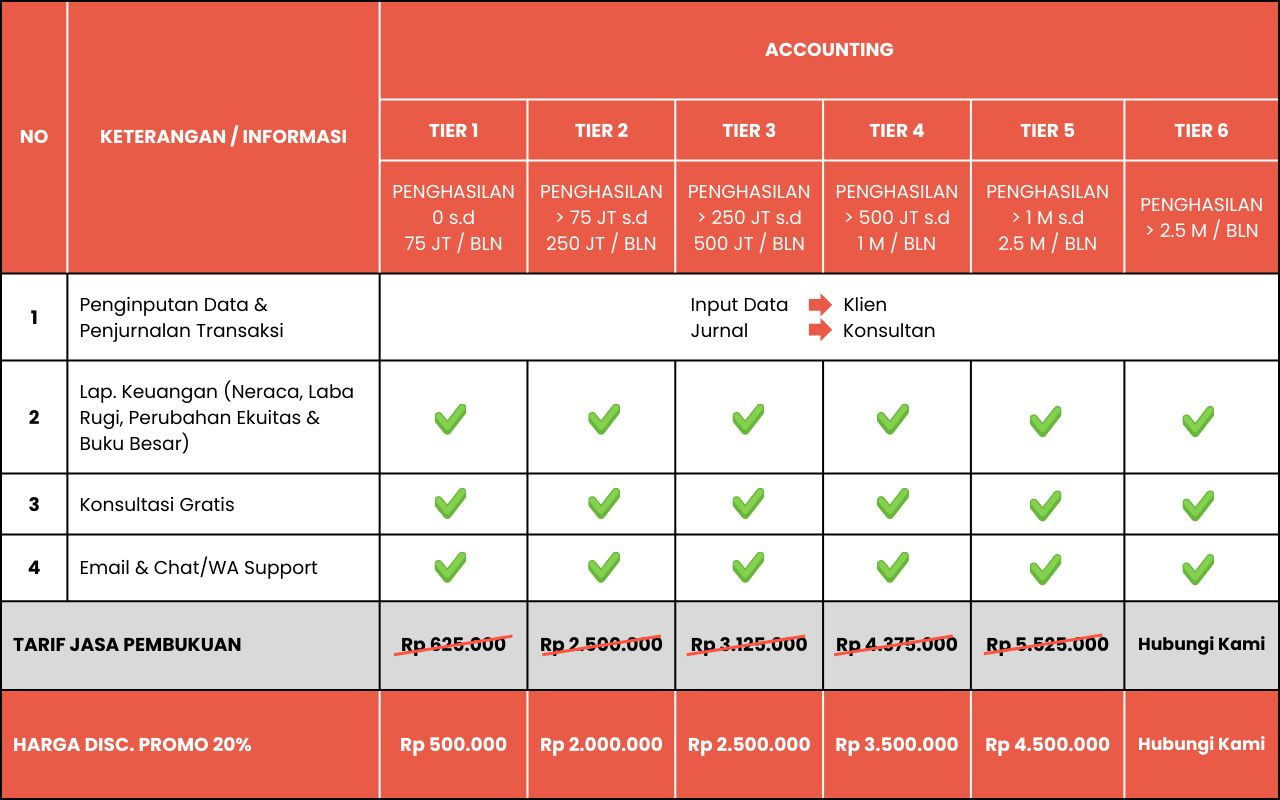 ACCOUNTING
NO
KETERANGAN / INFORMASI
TIER 1
TIER 2
TIER 3
TIER 4
TIER 5
TIER 6
PENGHASILAN
0 s.d
75 JT / BLN
PENGHASILAN
> 75 JT s.d
250 JT / BLN
PENGHASILAN
> 250 JT s.d
500 JT / BLN
PENGHASILAN
> 500 JT s.d
1 M / BLN
PENGHASILAN
> 1 M s.d
2.5 M / BLN
PENGHASILAN
> 2.5 M / BLN
1
Penginputan Data &
Penjurnalan Transaksi
Input Data
Klien
Jurnal
Konsultan
2
Lap. Keuangan (Neraca, Laba
Rugi, Perubahan Ekuitas &
Buku Besar)
3
Konsultasi Gratis
4
Email & Chat/WA Support
TARIF JASA PEMBUKUAN
Rp 625.000
Rp 2.500.000
Rp 3.125.000
Rp 4.375.000
Rp 5.625.000
Hubungi Kami
HARGA DISC. PROMO 20%
Rp 500.000
Rp 2.000.000
Rp 2.500.000
Rp 3.500.000
Rp 4.500.000
Hubungi Kami